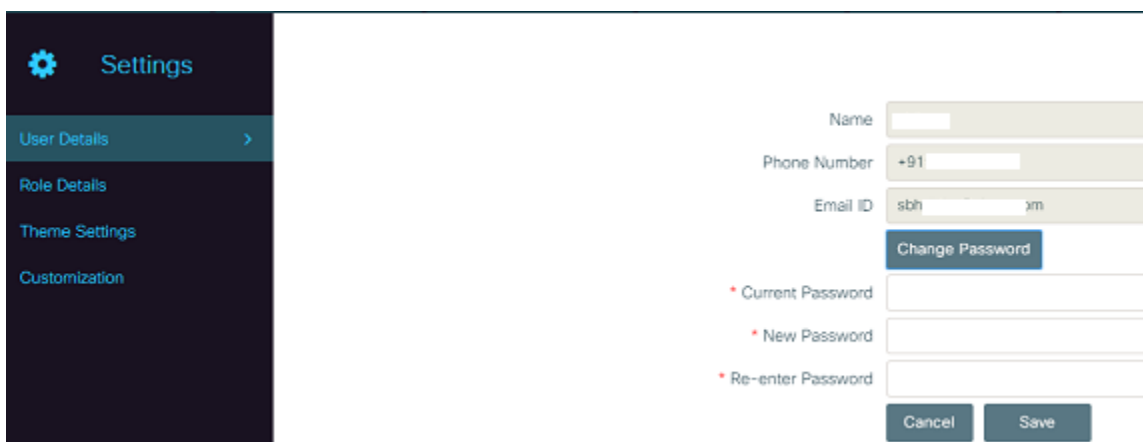 Settings
User Details
Role Details
Theme Settings
Customization
Name
Phone Number +91
Email ID sbh om
Change Password
* Current Password
* New Password
* Re-enter Password
Cancel Save